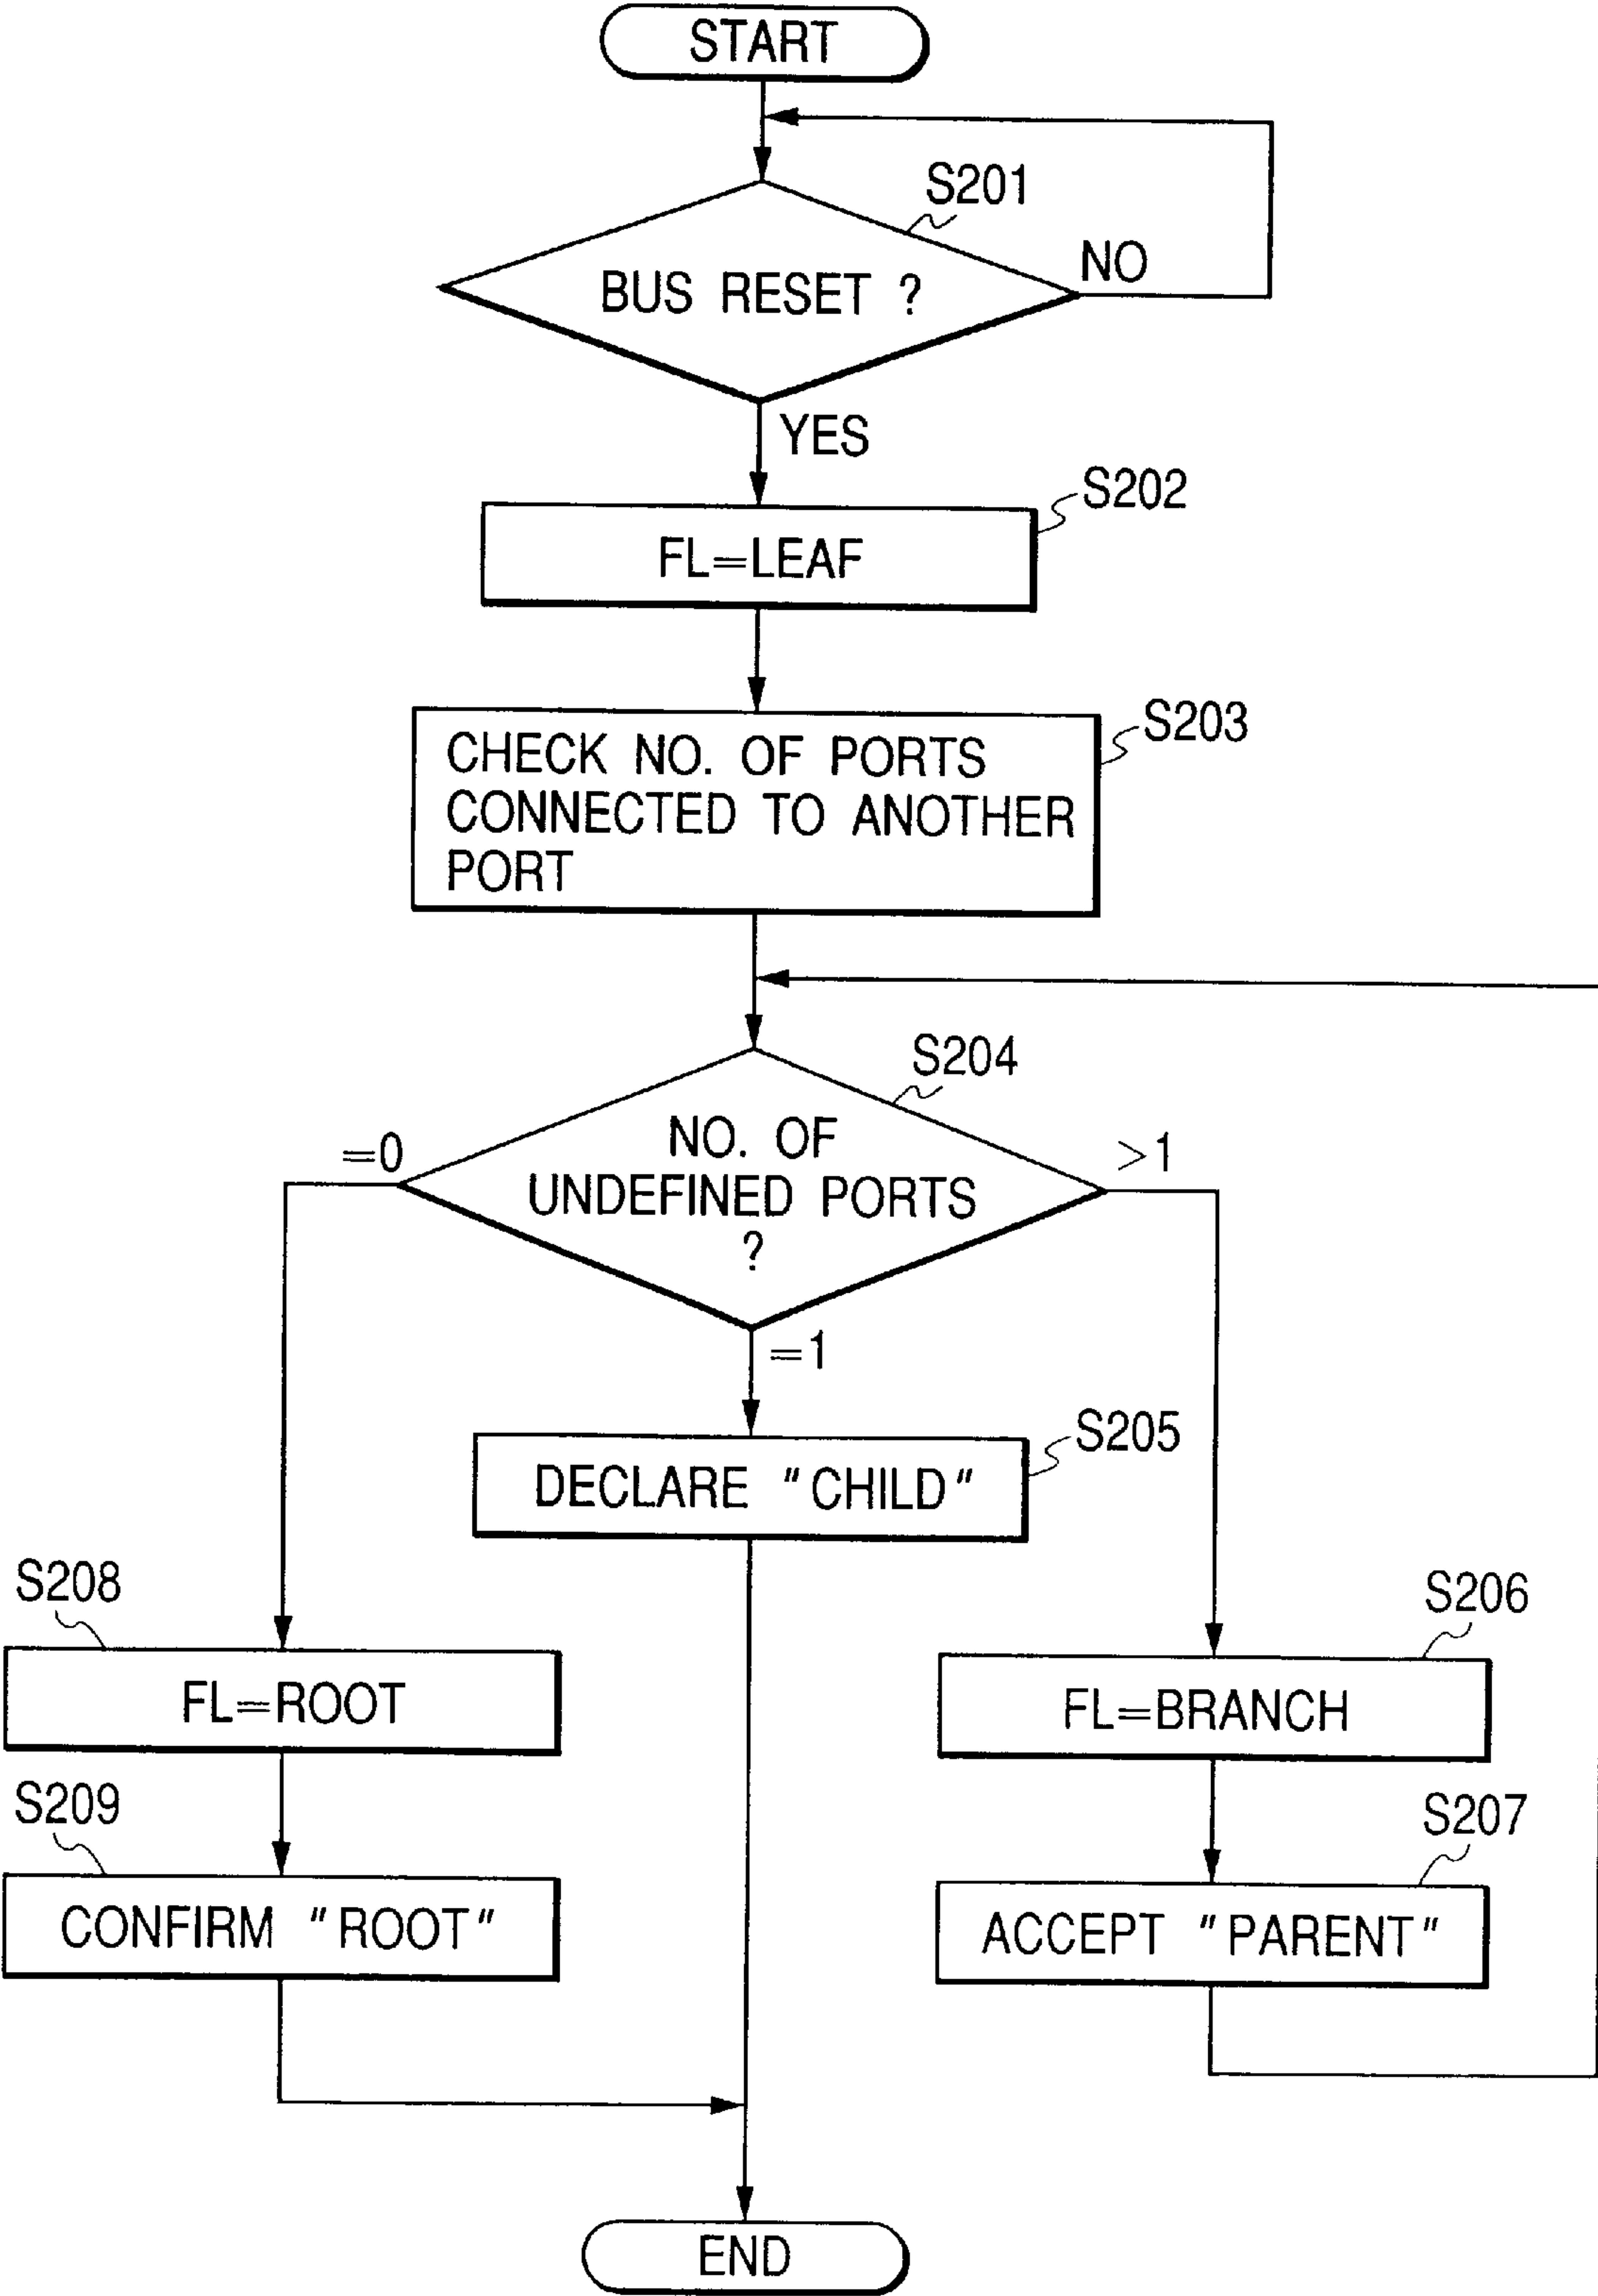 START
S201
BUS RESET ?
NO
YES
S202
FL=LEAF
S203
CHECK NO. OF PORTS
CONNECTED TO ANOTHER
PORT
S204
=0
NO. OF
UNDEFINED PORTS
?
>1
=1
S205
DECLARE "CHILD"
S208
FL=ROOT
S206
FL=BRANCH
S209
CONFIRM "ROOT"
S207
ACCEPT "PARENT"
END